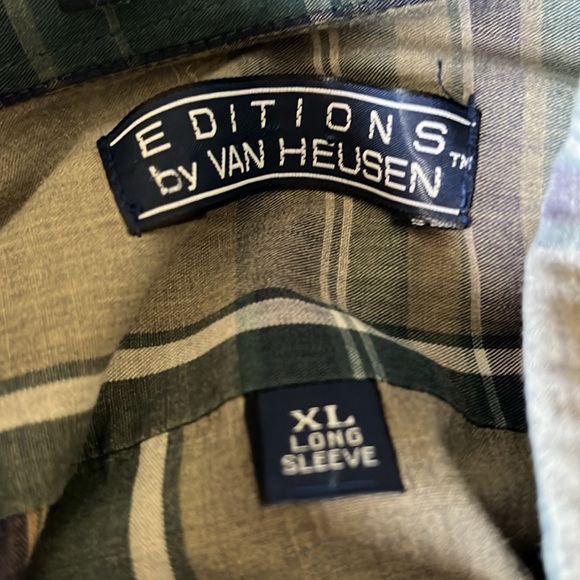 EDITIONS
by VAN HEUSEN™
XL
LONG
SLEEVE